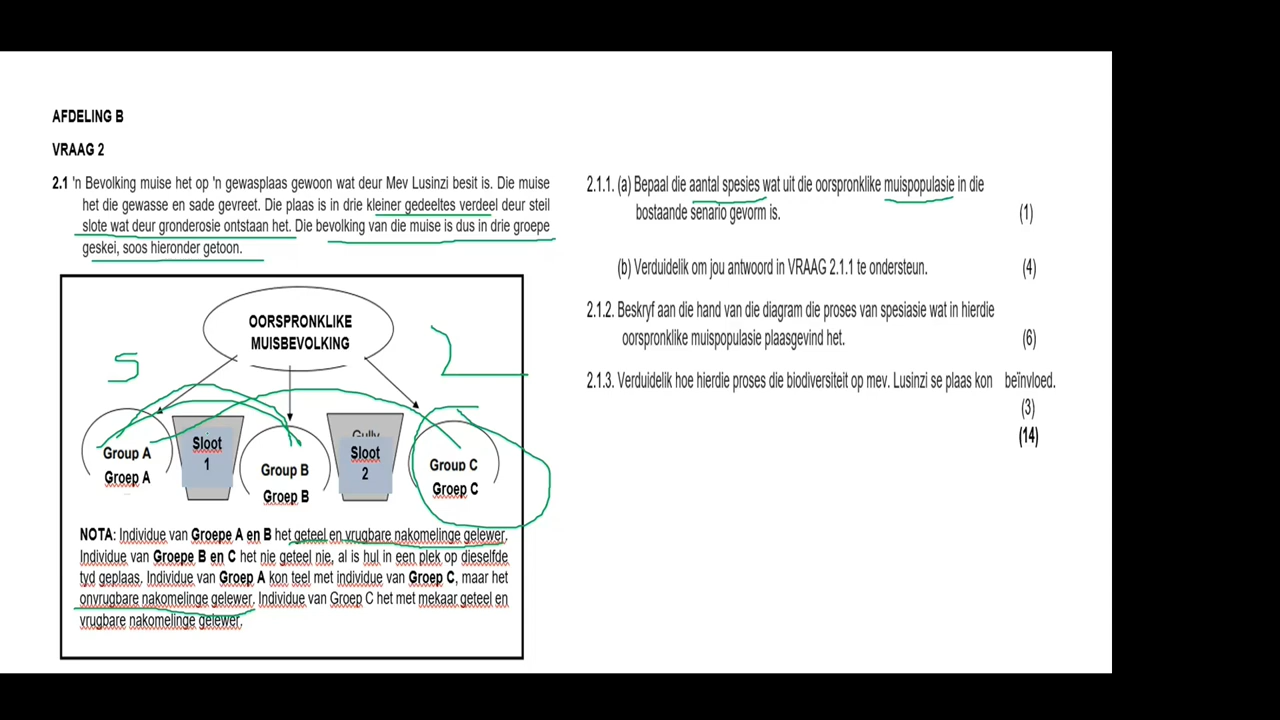 AFDELING B
VRAAG 2
2.1 'n Bevolking muise het op 'n gewasplaas gewoon wat deur Mev Lusinzi besit is. Die muise
het die gewasse en sade gevreet. Die plaas is in drie kleiner gedeeltes verdeel deur steil
slote wat deur gronderosie ontstaan het. Die bevolking van die muise is dus in drie groepe
geskei, soos hieronder getoon.
OORSPRONKLIKE
MUISBEVOLKING
5
2
Group A
Groep A
Sloot
1
Group B
Groep B
Gully
Sloot
2
Group C
Groep C
NOTA: Individue van Groepe A en B het geteel en vrugbare nakomelinge gelewer.
Individue van Groepe B en C het nie geteel nie, al is hul in een plek op dieselfde
tyd geplaas. Individue van Groep A kon teel met individue van Groep C, maar het
onvrugbare nakomelinge gelewer. Individue van Groep C het met mekaar geteel en
vrugbare nakomelinge gelewer.
2.1.1. (a) Bepaal die aantal spesies wat uit die oorspronklike muispopulasie in die
bostaande senario gevorm is. (1)
(b) Verduidelik om jou antwoord in VRAAG 2.1.1 te ondersteun. (4)
2.1.2. Beskryf aan die hand van die diagram die proses van spesiasie wat in hierdie
oorspronklike muispopulasie plaasgevind het. (6)
2.1.3. Verduidelik hoe hierdie proses die biodiversiteit op mev. Lusinzi se plaas kon beïnvloed.
(3)
(14)